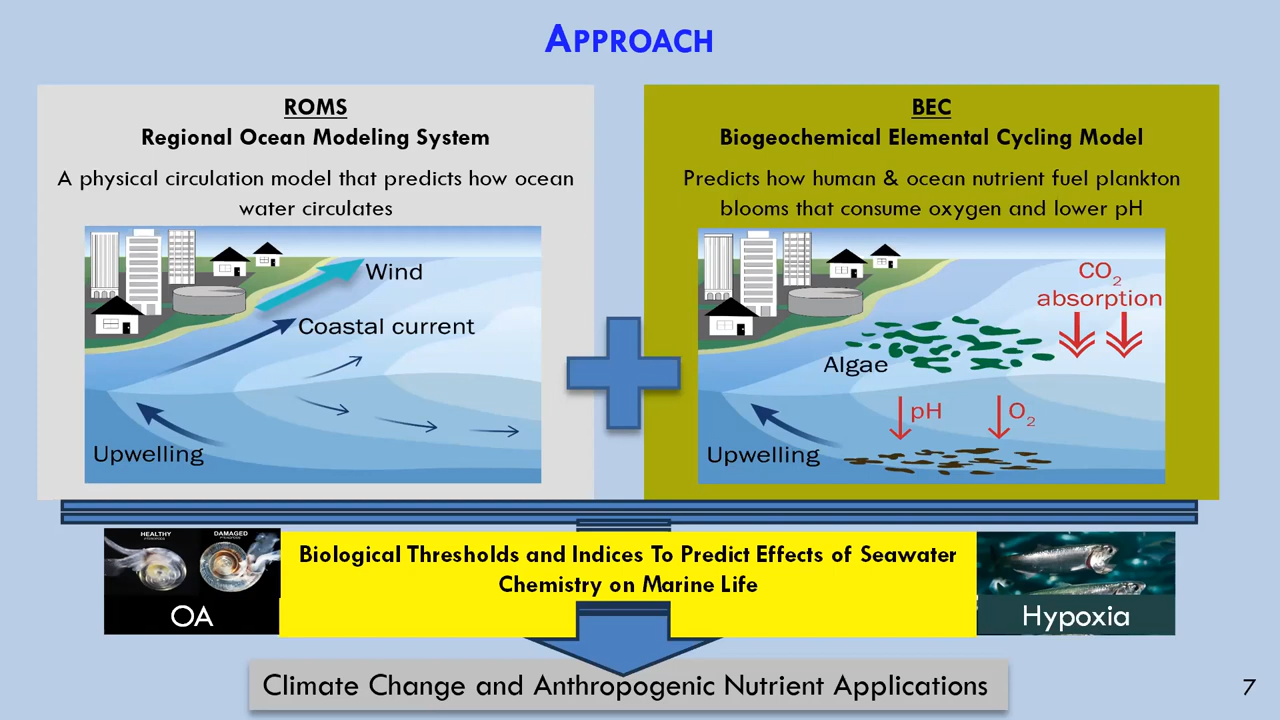 APPROACH
ROMS
Regional Ocean Modeling System
A physical circulation model that predicts how ocean
water circulates
Wind
Coastal current
Upwelling
BEC
Biogeochemical Elemental Cycling Model
Predicts how human & ocean nutrient fuel plankton
blooms that consume oxygen and lower pH
CO2
absorption
Algae
pH
O2
Upwelling
HEALTHY
DAMAGED
OA
Biological Thresholds and Indices To Predict Effects of Seawater
Chemistry on Marine Life
Hypoxia
Climate Change and Anthropogenic Nutrient Applications
7